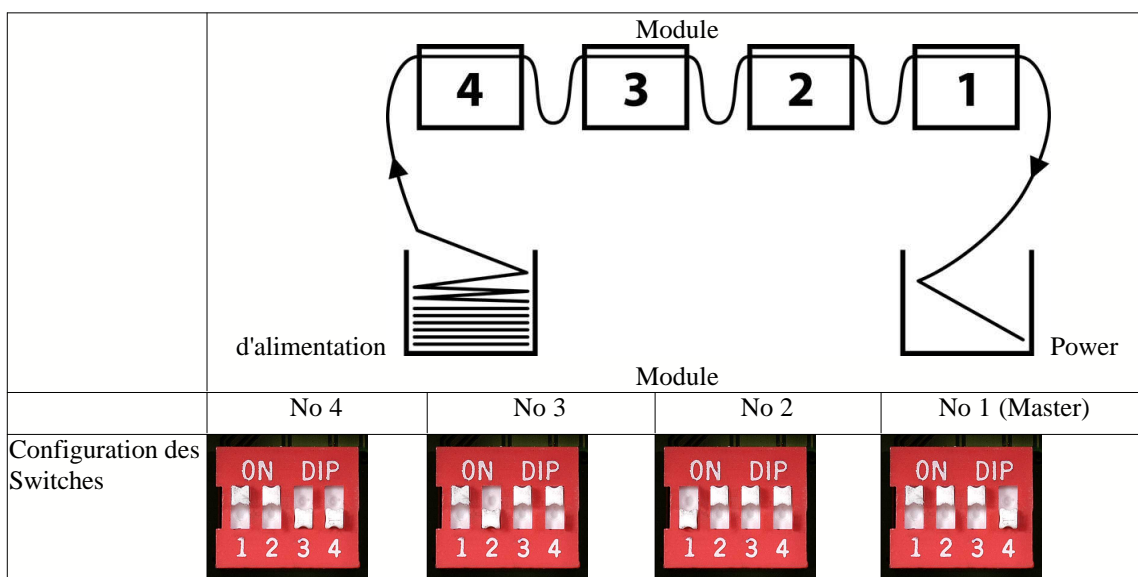 Module
4 3 2 1
d'alimentation Power
Module
No 4 No 3 No 2 No 1 (Master)
Configuration des
Switches
ON DIP ON DIP ON DIP ON DIP
1 2 3 4 1 2 3 4 1 2 3 4 1 2 3 4